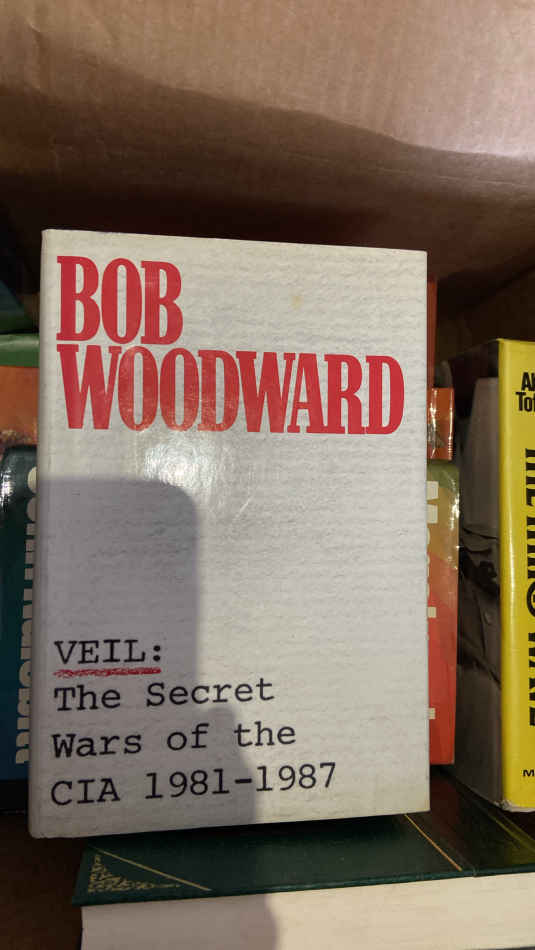 BOB
WOODWARD
VEIL:
The Secret
Wars of the
CIA 1981-1987